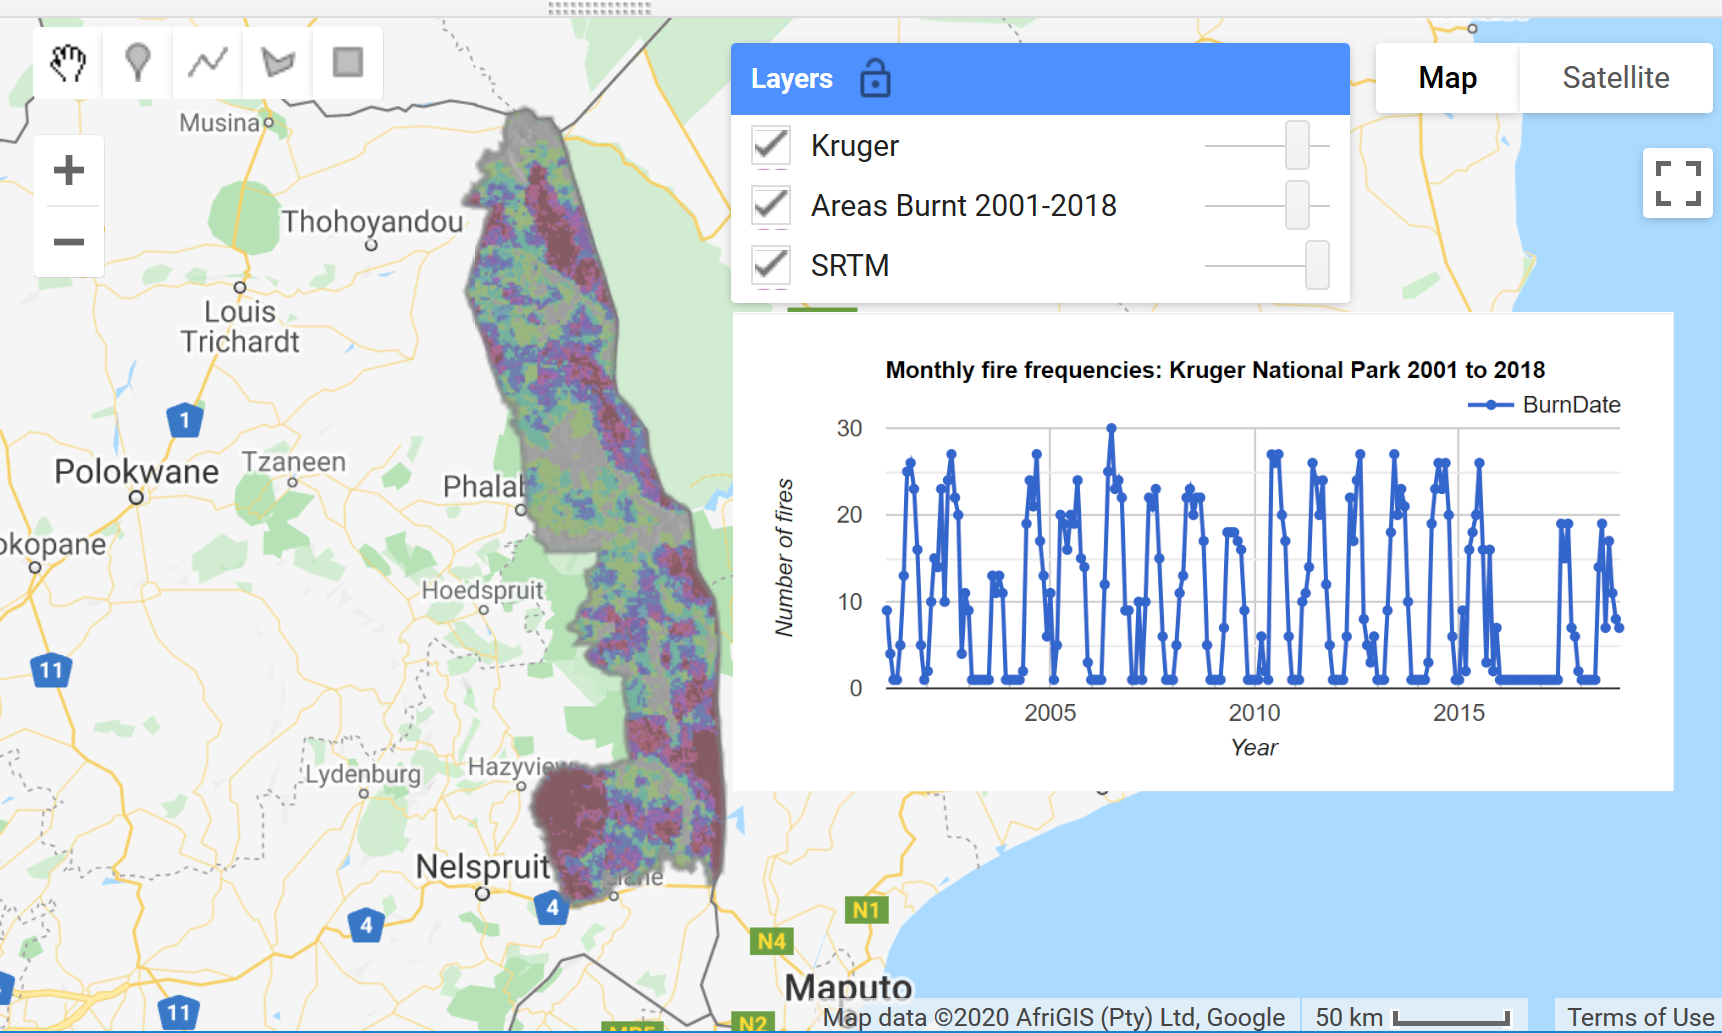 Layers
Kruger
Areas Burnt 2001-2018
SRTM
Map
Satellite
Musina
Thohoyandou
Louis
Trichardt
1
Polokwane
Tzaneen
okopane
Hoedspruit
11
Lydenburg
Hazyview
Nelspruit
4
4
11
N1
N4
N2
Maputo
Monthly fire frequencies: Kruger National Park 2001 to 2018
BurnDate
30
20
10
0
Number of fires
2005
2010
2015
Year
Map data ©2020 AfriGIS (Pty) Ltd, Google
50 km
Terms of Use